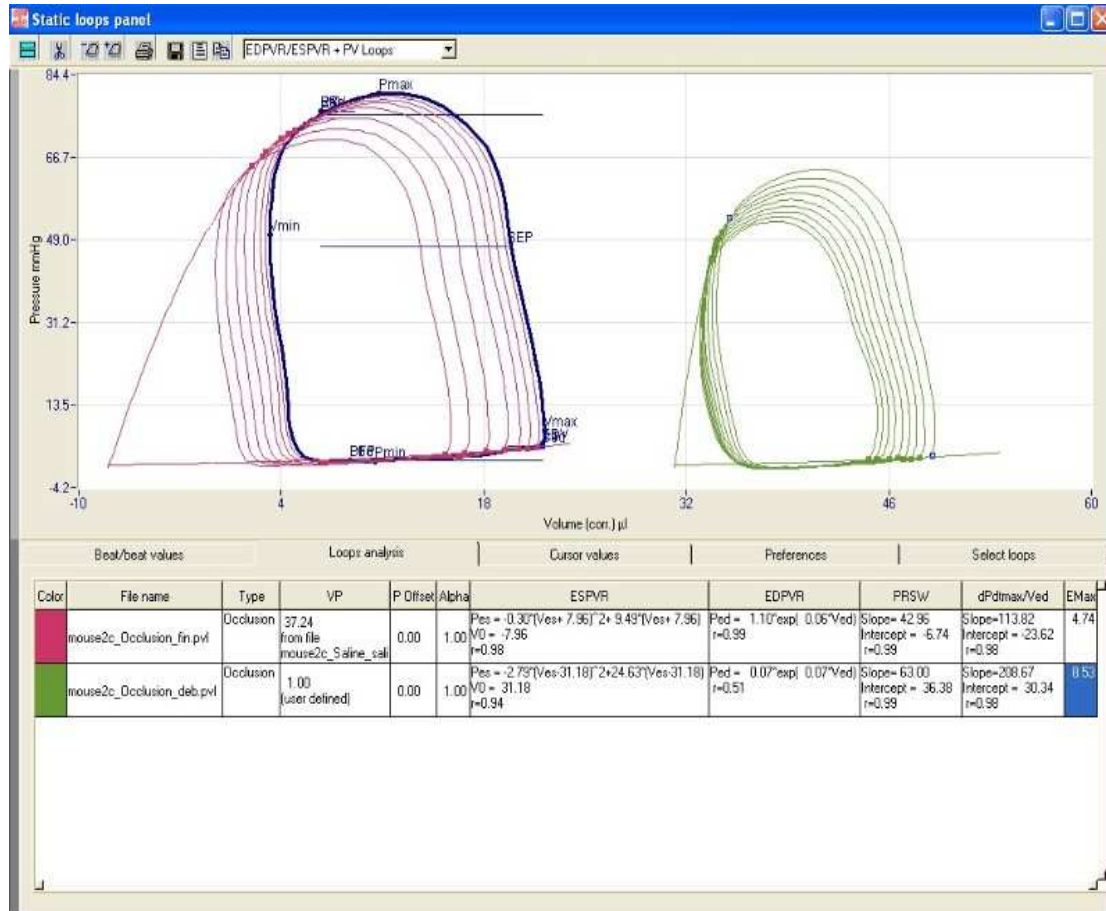 Static loops panel
EDPVR/ESPVR + PV Loops
84.4
66.7
49.0
31.2
13.5
-4.2
Pressure mmHg
Pmax
Vmin
SEP
Pmin
Vmax
-10 4 18 32 46 60
Volume (corr.) µl
Beat/beat values Loops analysis Cursor values Preferences Select loops
Color File name Type VP P Offset Alpha ESPVR EDPVR PRSW dPdtmax/Ved EMax
mouse2c_Occlusion_fin.pvl
Occlusion
37.24
from file
mouse2c_Saline_sali
0.00
1.00
Pes = -0.30*(Ves+ 7.96)^2+ 9.49*(Ves+ 7.96)
V0 = -7.96
r=0.98
Ped = 1.10*exp( 0.06*Ved)
r=0.99
Slope= 42.96
Intercept = -6.74
r=0.99
Slope=113.82
Intercept = -23.62
r=0.98
4.74
mouse2c_Occlusion_deb.pvl
Occlusion
1.00
(user defined)
0.00
1.00
Pes = -2.79*(Ves-31.18)^2+24.63*(Ves-31.18)
V0 = 31.18
r=0.94
Ped = 0.07*exp( 0.07*Ved)
r=0.51
Slope= 63.00
Intercept = 36.38
r=0.99
Slope=208.67
Intercept = 30.34
r=0.98
8.53